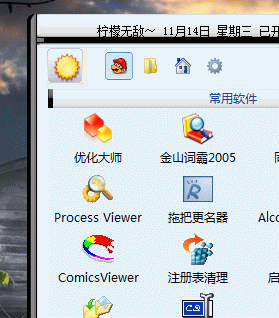 柠檬无敌～ 11月14日 星期三 已开
常用软件
优化大师 金山词霸2005
Process Viewer 拖把更名器 Alco
ComicsViewer 注册表清理 启